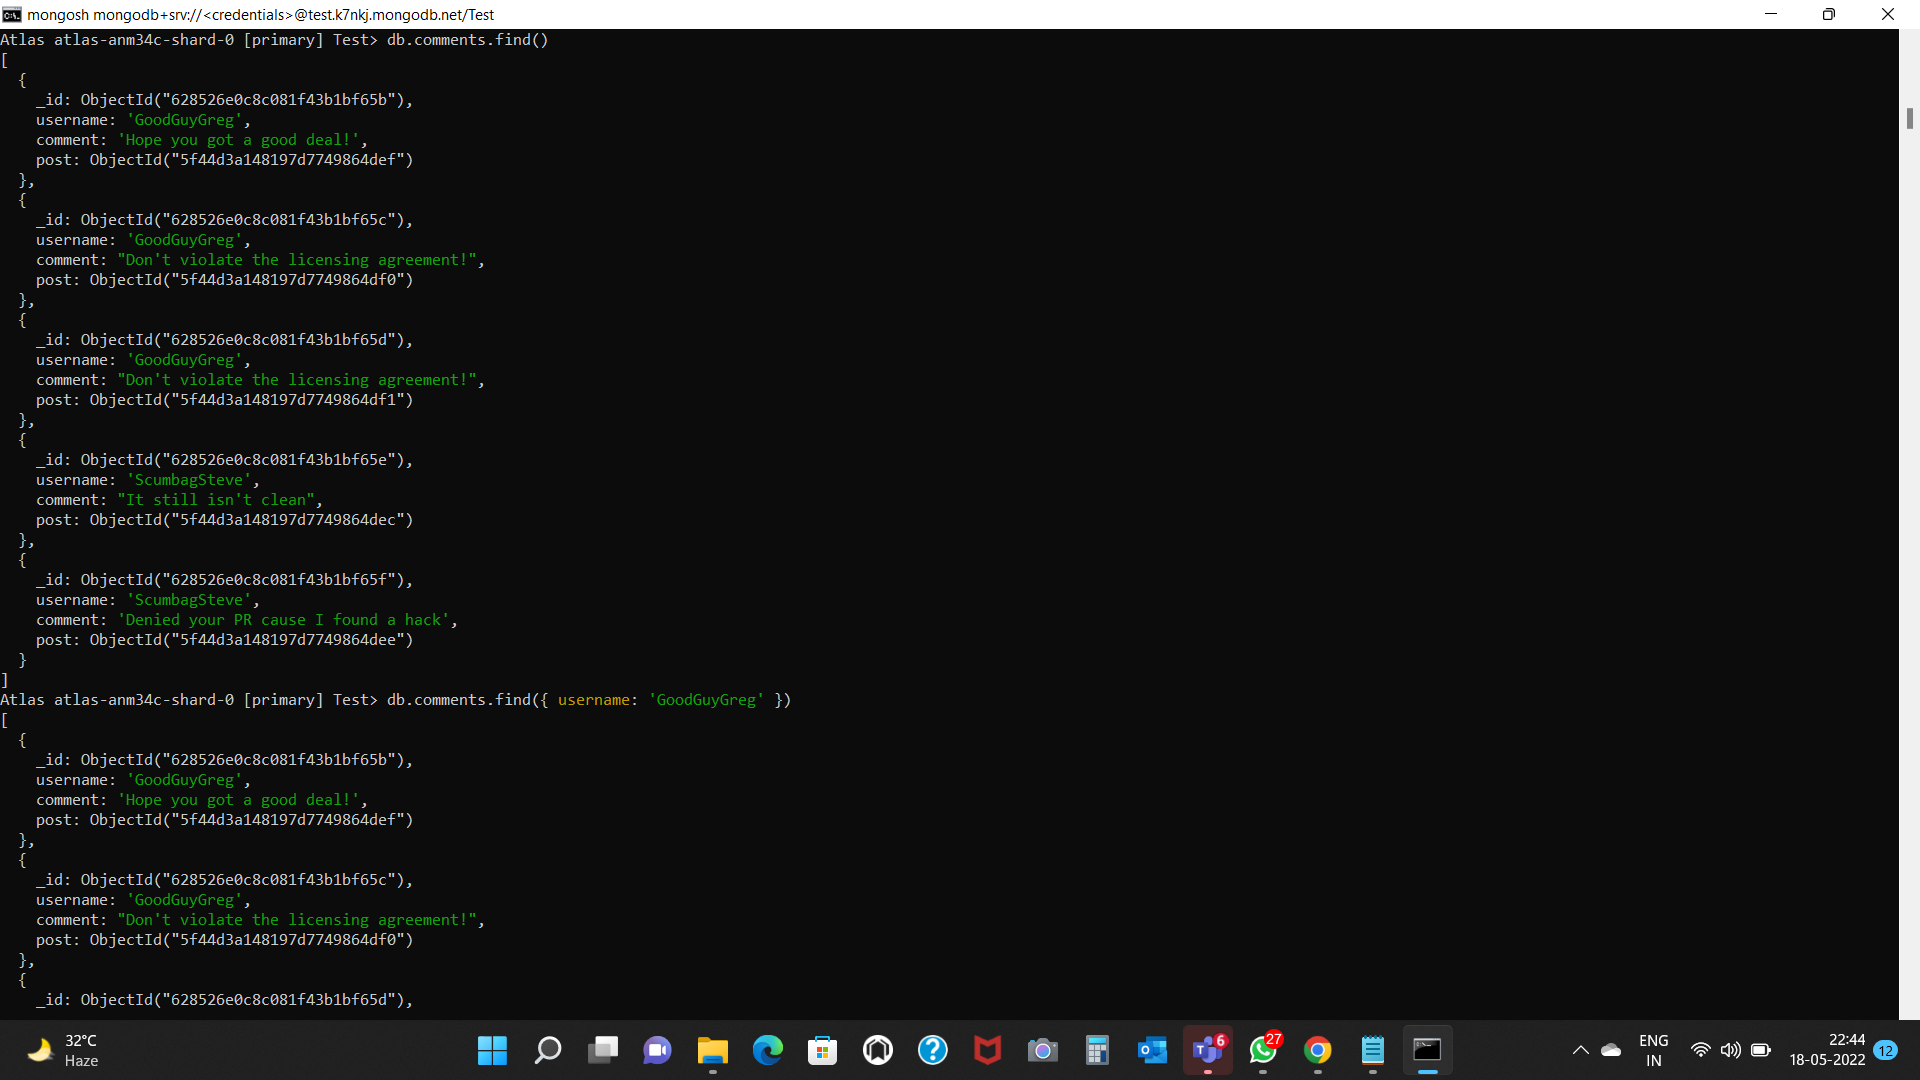 mongosh mongodb+srv://<credentials>@test.k7nkj.mongodb.net/Test
Atlas atlas-anm34c-shard-0 [primary] Test> db.comments.find()
[
  {
    _id: ObjectId("628526e0c8c081f43b1bf65b"),
    username: 'GoodGuyGreg',
    comment: 'Hope you got a good deal!',
    post: ObjectId("5f44d3a148197d7749864def")
  },
  {
    _id: ObjectId("628526e0c8c081f43b1bf65c"),
    username: 'GoodGuyGreg',
    comment: "Don't violate the licensing agreement!",
    post: ObjectId("5f44d3a148197d7749864df0")
  },
  {
    _id: ObjectId("628526e0c8c081f43b1bf65d"),
    username: 'GoodGuyGreg',
    comment: "Don't violate the licensing agreement!",
    post: ObjectId("5f44d3a148197d7749864df1")
  },
  {
    _id: ObjectId("628526e0c8c081f43b1bf65e"),
    username: 'ScumbagSteve',
    comment: "It still isn't clean",
    post: ObjectId("5f44d3a148197d7749864dec")
  },
  {
    _id: ObjectId("628526e0c8c081f43b1bf65f"),
    username: 'ScumbagSteve',
    comment: 'Denied your PR cause I found a hack',
    post: ObjectId("5f44d3a148197d7749864dee")
  }
]
Atlas atlas-anm34c-shard-0 [primary] Test> db.comments.find({ username: 'GoodGuyGreg' })
[
  {
    _id: ObjectId("628526e0c8c081f43b1bf65b"),
    username: 'GoodGuyGreg',
    comment: 'Hope you got a good deal!',
    post: ObjectId("5f44d3a148197d7749864def")
  },
  {
    _id: ObjectId("628526e0c8c081f43b1bf65c"),
    username: 'GoodGuyGreg',
    comment: "Don't violate the licensing agreement!",
    post: ObjectId("5f44d3a148197d7749864df0")
  },
  {
    _id: ObjectId("628526e0c8c081f43b1bf65d"),
32°C
Haze
6
27
ENG
IN
22:44
18-05-2022
12